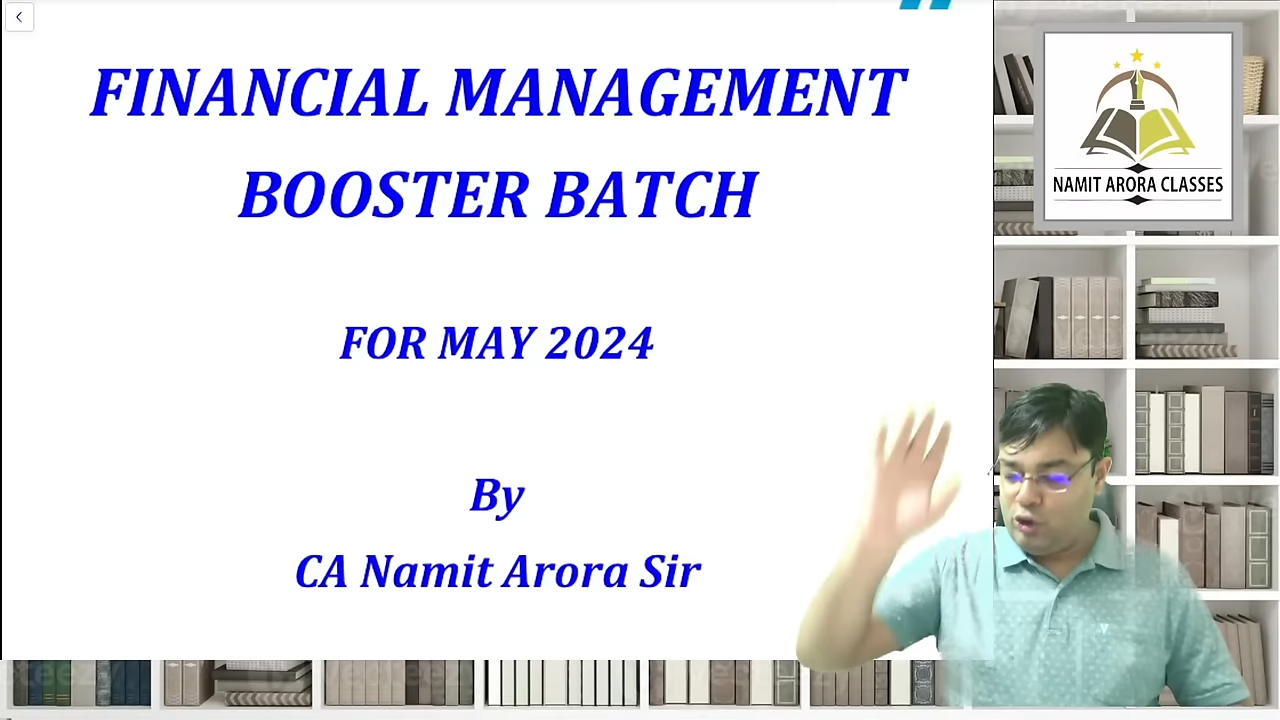 FINANCIAL MANAGEMENT
BOOSTER BATCH
FOR MAY 2024
By
CA Namit Arora Sir
NAMIT ARORA CLASSES